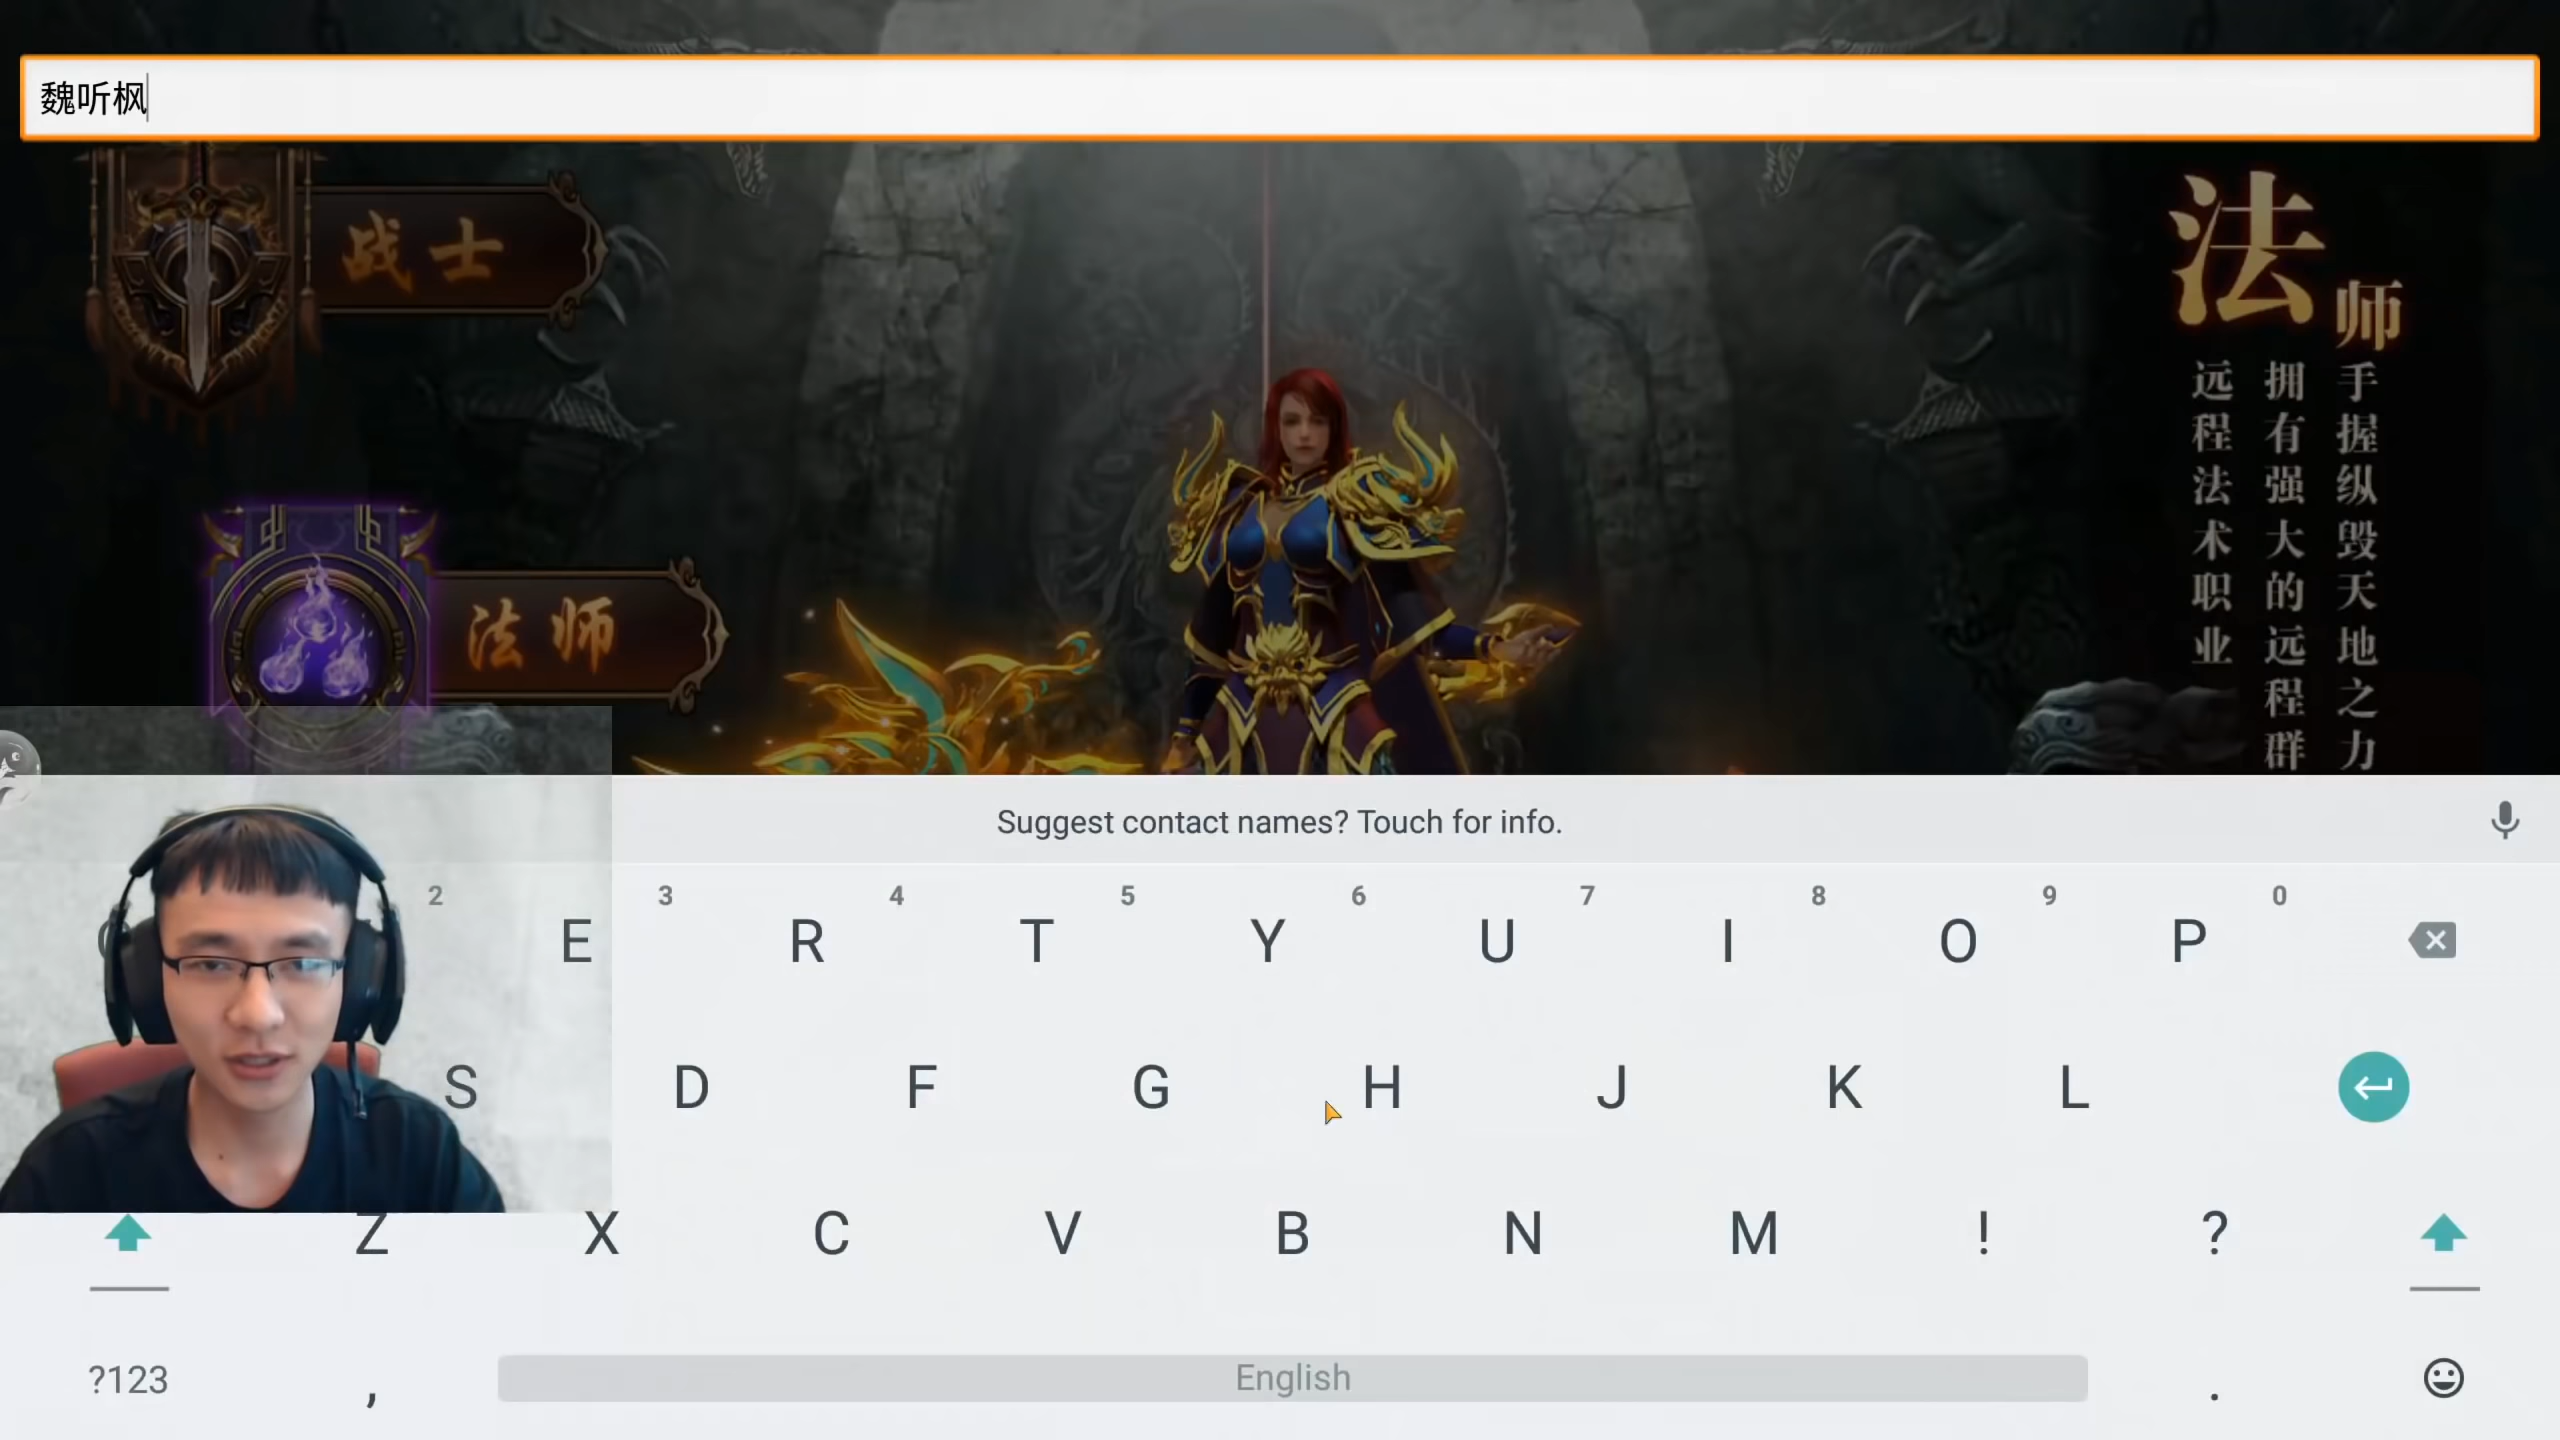 魏听枫
战士
法师
法师
手握纵毁天地之力
拥有强大的远程群
远程法术职业
Suggest contact names? Touch for info.
2 3 4 5 6 7 8 9 0
E R T Y U I O P
S D F G H J K L
Z X C V B N M ! ?
?123 , English .